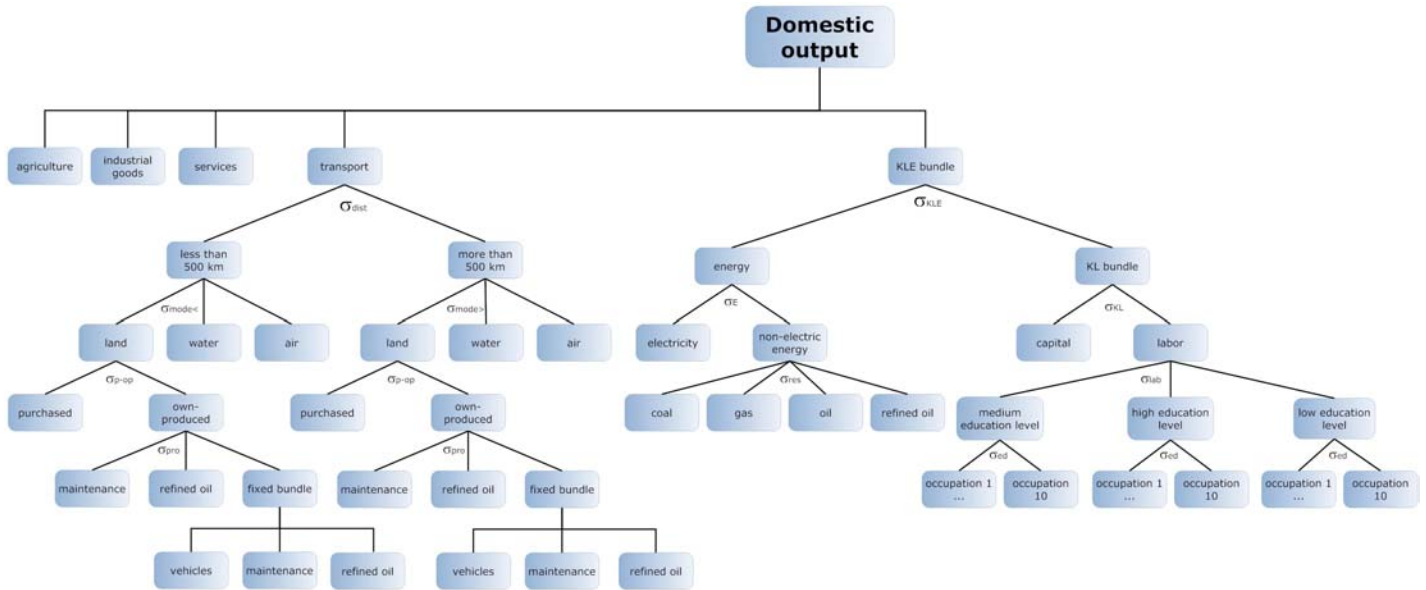 Domestic
output
agriculture
industrial
goods
services
transport
KLE bundle
σdist
σKLE
less than
500 km
more than
500 km
energy
KL bundle
σmode<
σmode>
σE
σKL
land
water
air
land
water
air
electricity
non-electric
energy
capital
labor
σp-op
σp-op
σres
σlab
purchased
own-
produced
purchased
own-
produced
coal
gas
oil
refined oil
medium
education level
high education
level
low education
level
σpro
σpro
σed
σed
σed
maintenance
refined oil
fixed bundle
maintenance
refined oil
fixed bundle
occupation 1
...
occupation
10
occupation 1
...
occupation
10
occupation 1
...
occupation
10
vehicles
maintenance
refined oil
vehicles
maintenance
refined oil